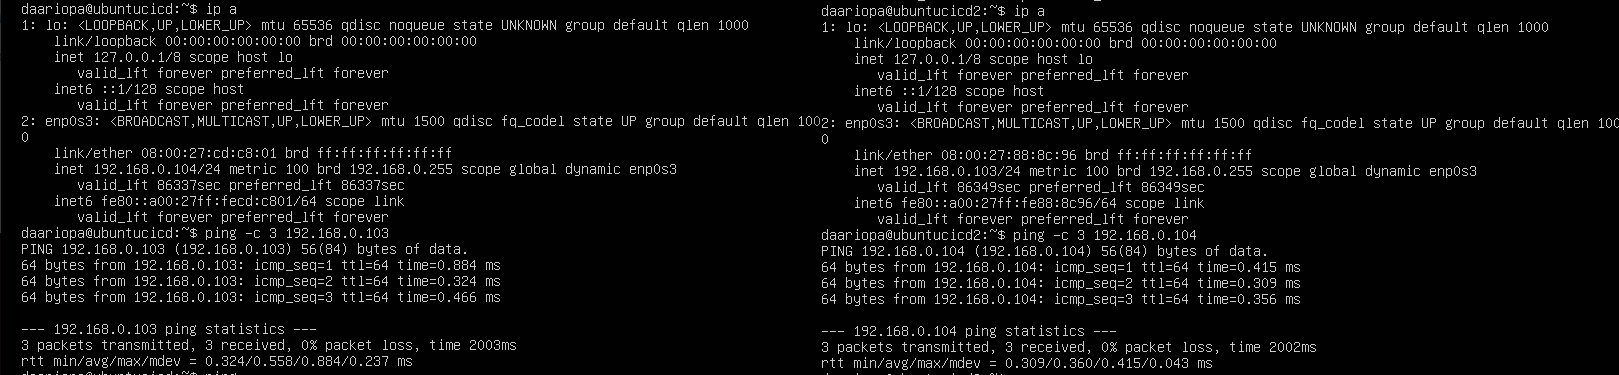 daariopa@ubuntucicd:~$ ip a
1: lo: <LOOPBACK,UP,LOWER_UP> mtu 65536 qdisc noqueue state UNKNOWN group default qlen 1000
    link/loopback 00:00:00:00:00:00 brd 00:00:00:00:00:00
    inet 127.0.0.1/8 scope host lo
       valid_lft forever preferred_lft forever
    inet6 ::1/128 scope host
       valid_lft forever preferred_lft forever
2: enp0s3: <BROADCAST,MULTICAST,UP,LOWER_UP> mtu 1500 qdisc fq_codel state UP group default qlen 100
0
    link/ether 08:00:27:cd:c8:01 brd ff:ff:ff:ff:ff:ff
    inet 192.168.0.104/24 metric 100 brd 192.168.0.255 scope global dynamic enp0s3
       valid_lft 86337sec preferred_lft 86337sec
    inet6 fe80::a00:27ff:fecd:c801/64 scope link
       valid_lft forever preferred_lft forever
daariopa@ubuntucicd:~$ ping -c 3 192.168.0.103
PING 192.168.0.103 (192.168.0.103) 56(84) bytes of data.
64 bytes from 192.168.0.103: icmp_seq=1 ttl=64 time=0.884 ms
64 bytes from 192.168.0.103: icmp_seq=2 ttl=64 time=0.324 ms
64 bytes from 192.168.0.103: icmp_seq=3 ttl=64 time=0.466 ms

--- 192.168.0.103 ping statistics ---
3 packets transmitted, 3 received, 0% packet loss, time 2003ms
rtt min/avg/max/mdev = 0.324/0.558/0.884/0.237 ms
daariopa@ubuntucicd:~$ ping
daariopa@ubuntucicd2:~$ ip a
1: lo: <LOOPBACK,UP,LOWER_UP> mtu 65536 qdisc noqueue state UNKNOWN group default qlen 1000
    link/loopback 00:00:00:00:00:00 brd 00:00:00:00:00:00
    inet 127.0.0.1/8 scope host lo
       valid_lft forever preferred_lft forever
    inet6 ::1/128 scope host
       valid_lft forever preferred_lft forever
2: enp0s3: <BROADCAST,MULTICAST,UP,LOWER_UP> mtu 1500 qdisc fq_codel state UP group default qlen 100
0
    link/ether 08:00:27:88:8c:96 brd ff:ff:ff:ff:ff:ff
    inet 192.168.0.103/24 metric 100 brd 192.168.0.255 scope global dynamic enp0s3
       valid_lft 86349sec preferred_lft 86349sec
    inet6 fe80::a00:27ff:fe88:8c96/64 scope link
       valid_lft forever preferred_lft forever
daariopa@ubuntucicd2:~$ ping -c 3 192.168.0.104
PING 192.168.0.104 (192.168.0.104) 56(84) bytes of data.
64 bytes from 192.168.0.104: icmp_seq=1 ttl=64 time=0.415 ms
64 bytes from 192.168.0.104: icmp_seq=2 ttl=64 time=0.309 ms
64 bytes from 192.168.0.104: icmp_seq=3 ttl=64 time=0.356 ms

--- 192.168.0.104 ping statistics ---
3 packets transmitted, 3 received, 0% packet loss, time 2002ms
rtt min/avg/max/mdev = 0.309/0.360/0.415/0.043 ms